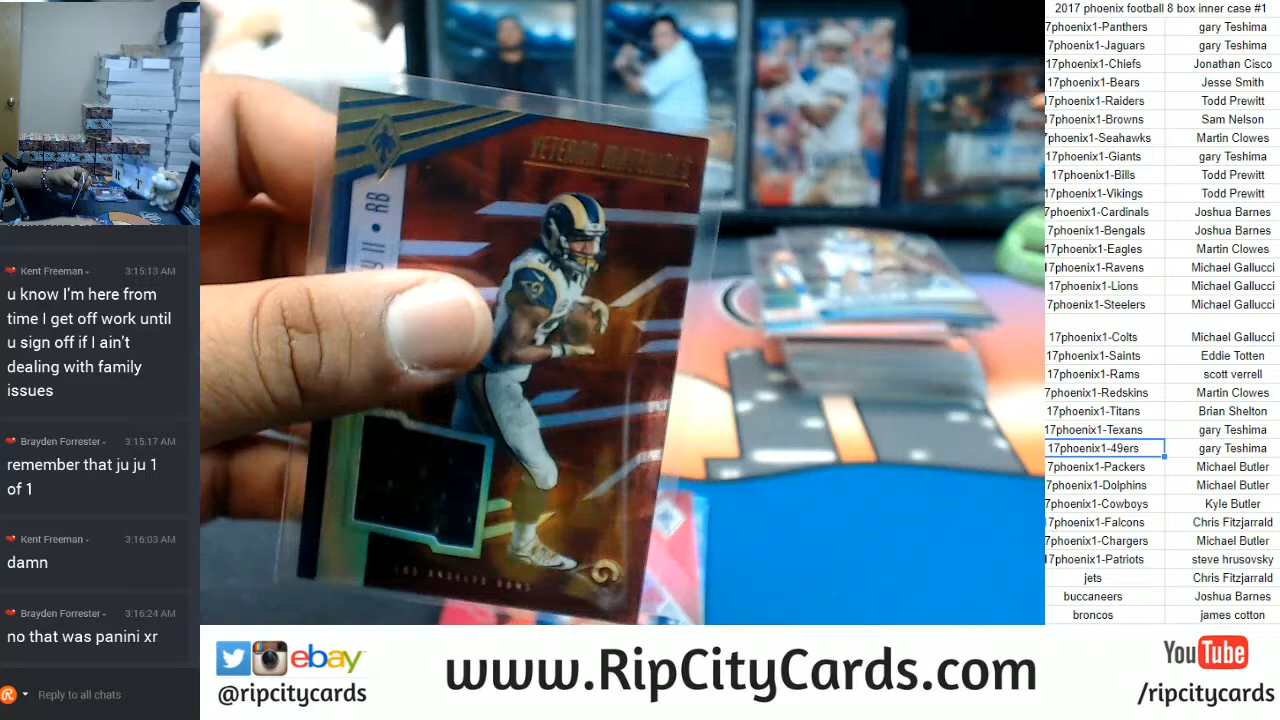 Kent Freeman
3:15:13 AM
u know I'm here from
time I get off work until
u sign off if I ain't
dealing with family
issues
Brayden Forrester
3:15:17 AM
remember that ju ju 1
of 1
Kent Freeman
3:16:03 AM
damn
Brayden Forrester
3:16:24 AM
no that was panini xr
Reply to all chats
VETERAN MATERIALS
Y II • RB
LOS ANGELES RAMS
2017 phoenix football 8 box inner case #1
7phoenix1-Panthers gary Teshima
7phoenix1-Jaguars gary Teshima
17phoenix1-Chiefs Jonathan Cisco
17phoenix1-Bears Jesse Smith
17phoenix1-Raiders Todd Prewitt
17phoenix1-Browns Sam Nelson
7phoenix1-Seahawks Martin Clowes
17phoenix1-Giants gary Teshima
17phoenix1-Bills Todd Prewitt
17phoenix1-Vikings Todd Prewitt
7phoenix1-Cardinals Joshua Barnes
7phoenix1-Bengals Joshua Barnes
17phoenix1-Eagles Martin Clowes
17phoenix1-Ravens Michael Gallucci
17phoenix1-Lions Michael Gallucci
7phoenix1-Steelers Michael Gallucci
17phoenix1-Colts Michael Gallucci
17phoenix1-Saints Eddie Totten
17phoenix1-Rams scott verrell
7phoenix1-Redskins Martin Clowes
17phoenix1-Titans Brian Shelton
17phoenix1-Texans gary Teshima
17phoenix1-49ers gary Teshima
7phoenix1-Packers Michael Butler
7phoenix1-Dolphins Michael Butler
7phoenix1-Cowboys Kyle Butler
17phoenix1-Falcons Chris Fitzjarrald
7phoenix1-Chargers Michael Butler
17phoenix1-Patriots steve hrusovsky
jets Chris Fitzjarrald
buccaneers Joshua Barnes
broncos james cotton
ebay
@ripcitycards
www.RipCityCards.com
YouTube
/ripcitycards